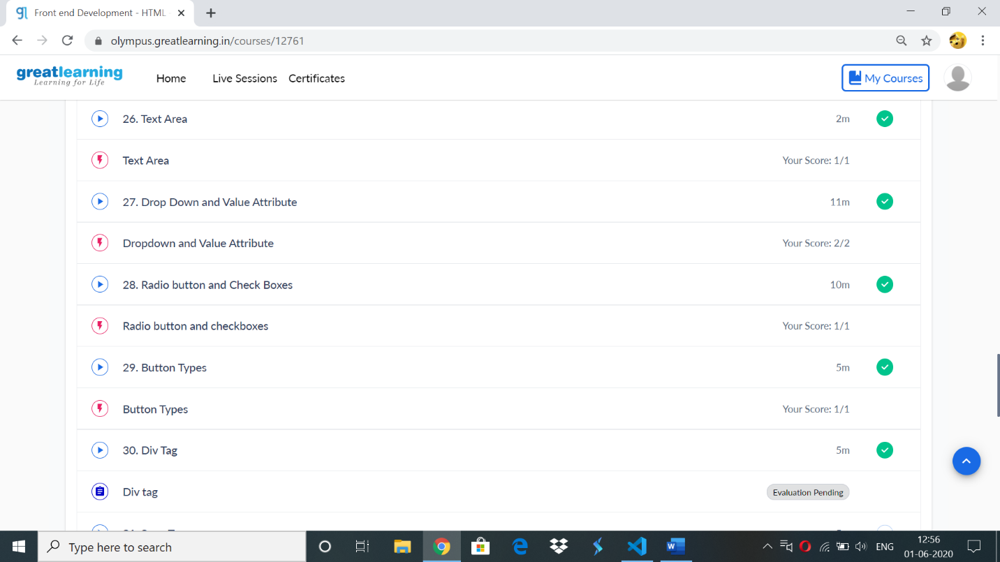 Front end Development - HTML
olympus.greatlearning.in/courses/12761
greatlearning
Learning for Life
Home
Live Sessions
Certificates
My Courses
26. Text Area
2m
Text Area
Your Score: 1/1
27. Drop Down and Value Attribute
11m
Dropdown and Value Attribute
Your Score: 2/2
28. Radio button and Check Boxes
10m
Radio button and checkboxes
Your Score: 1/1
29. Button Types
5m
Button Types
Your Score: 1/1
30. Div Tag
5m
Div tag
Evaluation Pending
Type here to search
ENG
12:56
01-06-2020